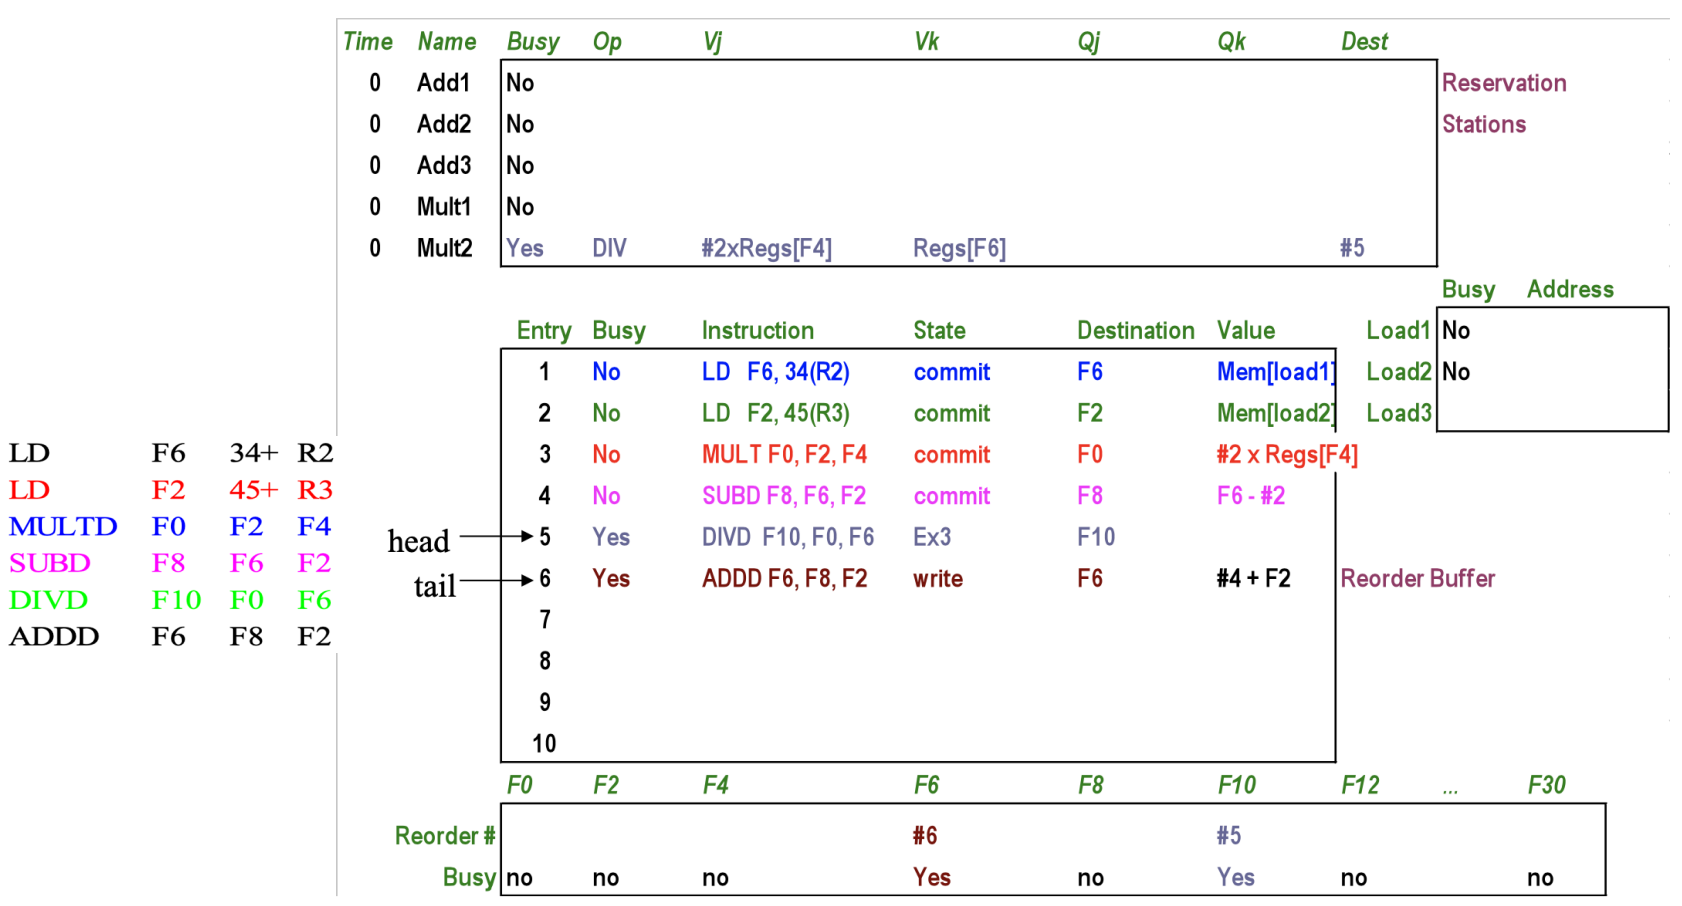 Time Name Busy Op Vj Vk Qj Qk Dest
0 Add1 No Reservation
0 Add2 No Stations
0 Add3 No
0 Mult1 No
0 Mult2 Yes DIV #2xRegs[F4] Regs[F6] #5
Busy Address
Entry Busy Instruction State Destination Value Load1 No
1 No LD F6, 34(R2) commit F6 Mem[load1] Load2 No
2 No LD F2, 45(R3) commit F2 Mem[load2] Load3
LD F6 34+ R2
3 No MULT F0, F2, F4 commit F0 #2 x Regs[F4]
LD F2 45+ R3
4 No SUBD F8, F6, F2 commit F8 F6 - #2
MULTD F0 F2 F4
head 5 Yes DIVD F10, F0, F6 Ex3 F10
SUBD F8 F6 F2
tail 6 Yes ADDD F6, F8, F2 write F6 #4 + F2 Reorder Buffer
DIVD F10 F0 F6
7
ADDD F6 F8 F2
8
9
10
F0 F2 F4 F6 F8 F10 F12 ... F30
Reorder # #6 #5
Busy no no no Yes no Yes no no